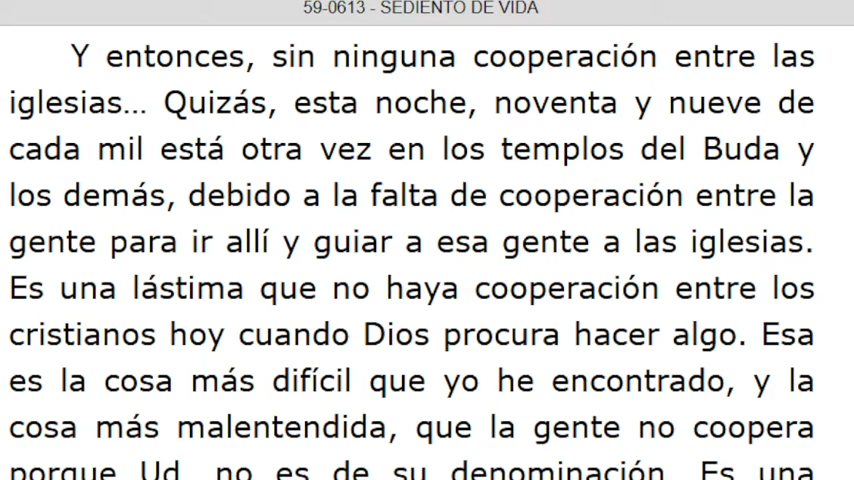 59-0613 - SEDIENTO DE VIDA
Y entonces, sin ninguna cooperación entre las
iglesias... Quizás, esta noche, noventa y nueve de
cada mil está otra vez en los templos del Buda y
los demás, debido a la falta de cooperación entre la
gente para ir allí y guiar a esa gente a las iglesias.
Es una lástima que no haya cooperación entre los
cristianos hoy cuando Dios procura hacer algo. Esa
es la cosa más difícil que yo he encontrado, y la
cosa más malentendida, que la gente no coopera
porque Ud. no es de su denominación. Es una